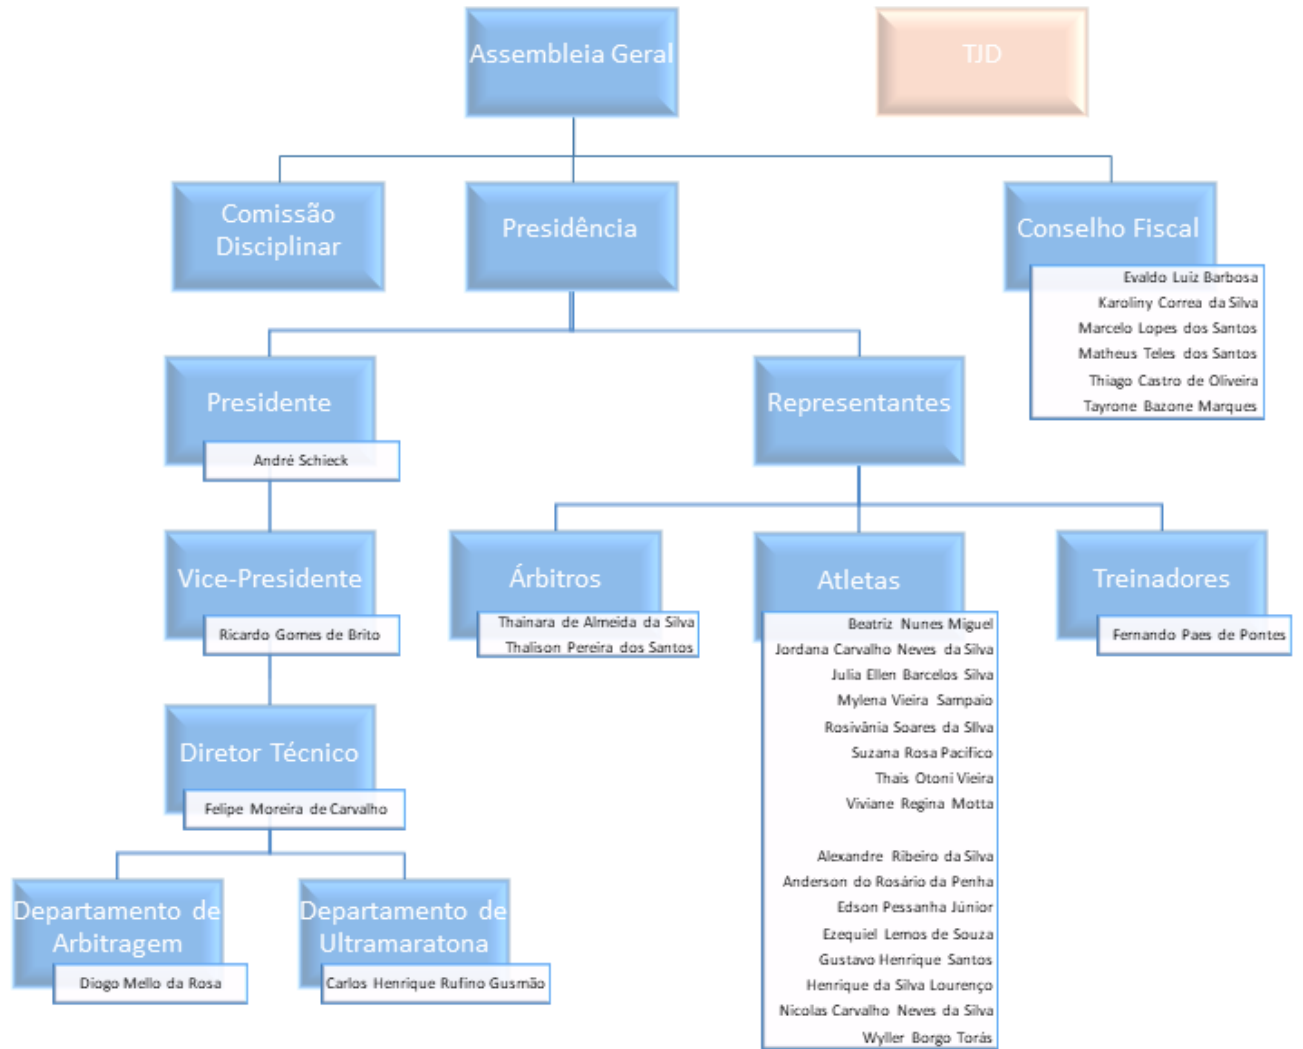 Assembleia Geral
TJD
Comissão
Disciplinar
Presidência
Conselho Fiscal
Evaldo Luiz Barbosa
Karoliny Correa da Silva
Marcelo Lopes dos Santos
Matheus Teles dos Santos
Thiago Castro de Oliveira
Tayrone Bazone Marques
Presidente
André Schieck
Representantes
Vice-Presidente
Ricardo Gomes de Brito
Árbitros
Thainara de Almeida da Silva
Thalison Pereira dos Santos
Atletas
Beatriz Nunes Miguel
Jordana Carvalho Neves da Silva
Julia Ellen Barcelos Silva
Mylena Vieira Sampaio
Rosivânia Soares da SIlva
Suzana Rosa Pacifico
Thais Otoni Vieira
Viviane Regina Motta
Alexandre Ribeiro da Silva
Anderson do Rosário da Penha
Edson Pessanha Júnior
Ezequiel Lemos de Souza
Gustavo Henrique Santos
Henrique da Silva Lourenço
Nicolas Carvalho Neves da Silva
Wyller Borgo Torás
Treinadores
Fernando Paes de Pontes
Diretor Técnico
Felipe Moreira de Carvalho
Departamento de
Arbitragem
Diogo Mello da Rosa
Departamento de
Ultramaratona
Carlos Henrique Rufino Gusmão